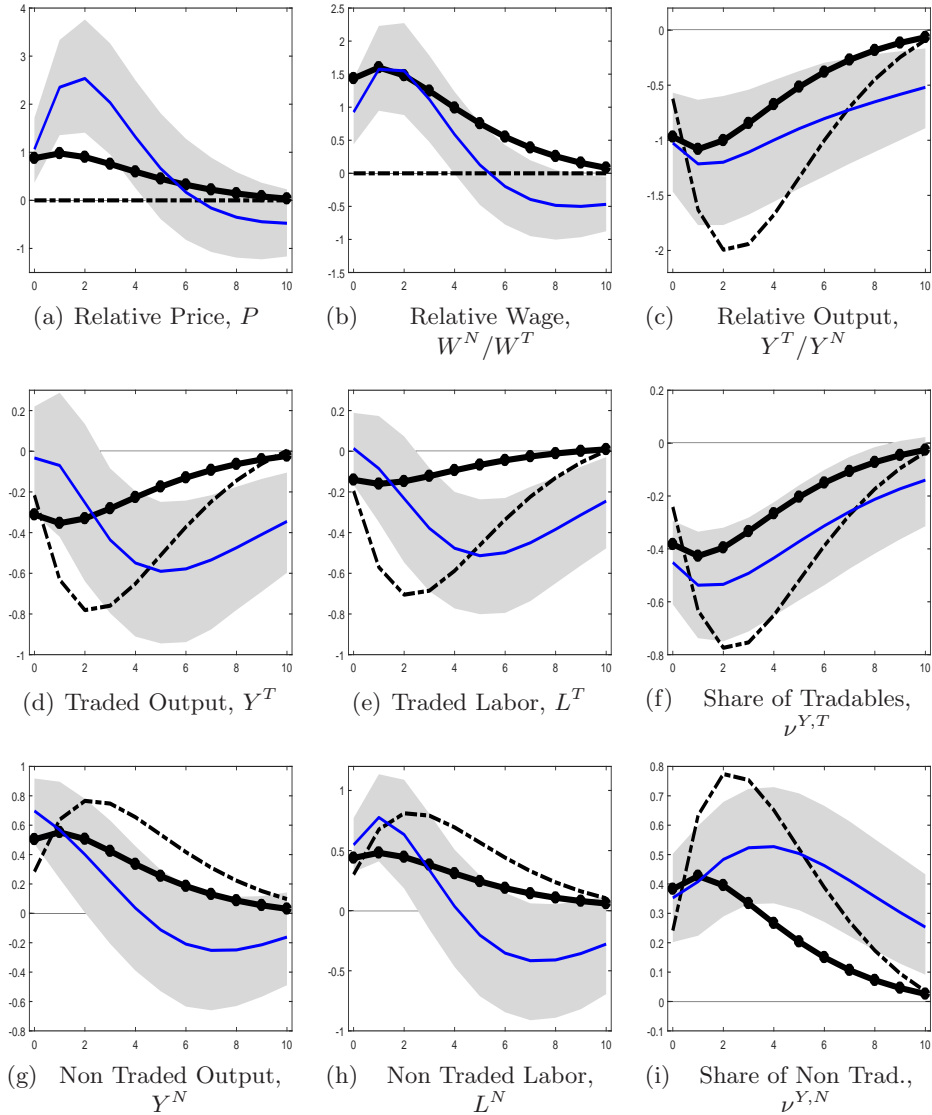 4
3
2
1
0
-1
0 2 4 6 8 10
(a) Relative Price, P
2.5
2
1.5
1
0.5
0
-0.5
-1
1.5
0 2 4 6 8 10
(b) Relative Wage,
W^N/W^T
0
-0.5
-1
-1.5
-2
0 2 4 6 8 10
(c) Relative Output,
Y^T/Y^N
0.2
0
-0.2
-0.4
-0.6
-0.8
-1
0 2 4 6 8 10
(d) Traded Output, Y^T
0.2
0
-0.2
-0.4
-0.6
-0.8
-1
0 2 4 6 8 10
(e) Traded Labor, L^T
0.2
0
-0.2
-0.4
-0.6
-0.8
0 2 4 6 8 10
(f) Share of Tradables,
ν^{Y,T}
1
0.8
0.6
0.4
0.2
0
-0.2
-0.4
-0.6
-0.8
0 2 4 6 8 10
(g) Non Traded Output,
Y^N
1
0.5
0
-0.5
-1
0 2 4 6 8 10
(h) Non Traded Labor,
L^N
0.8
0.7
0.6
0.5
0.4
0.3
0.2
0.1
0
-0.1
0 2 4 6 8 10
(i) Share of Non Trad.,
ν^{Y,N}